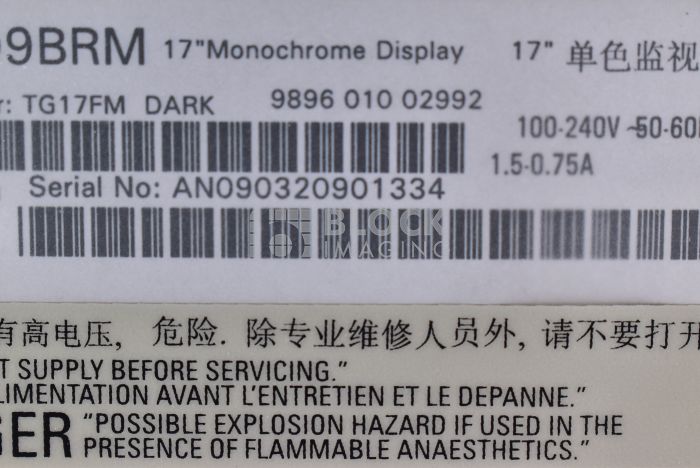 09BRM 17"Monochrome Display 17" 单色监视
r: TG17FM DARK 9896 010 02992
100-240V ~50-60
1.5-0.75A
Serial No: AN090320901334
BLOCK
IMAGING
有高电压, 危险. 除专业维修人员外, 请不要打开
T SUPPLY BEFORE SERVICING."
LIMENTATION AVANT L'ENTRETIEN ET LE DEPANNE."
GER "POSSIBLE EXPLOSION HAZARD IF USED IN THE
PRESENCE OF FLAMMABLE ANAESTHETICS."